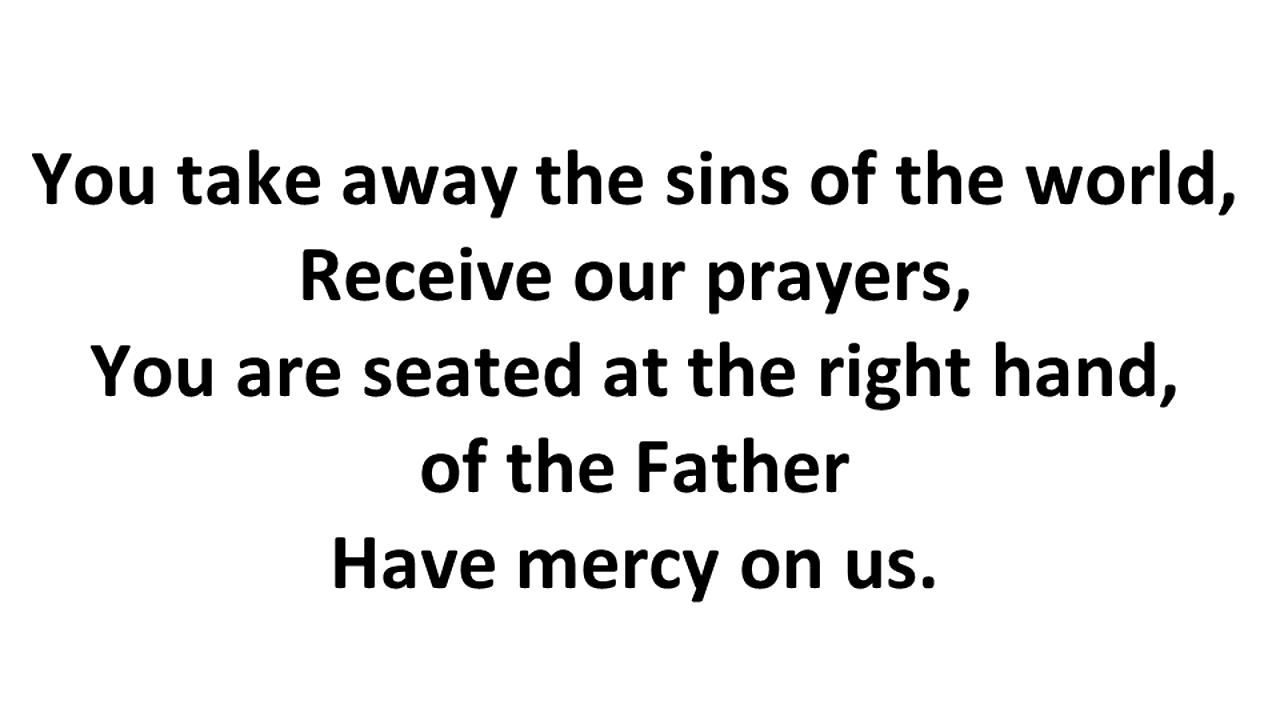 You take away the sins of the world,
Receive our prayers,
You are seated at the right hand,
of the Father
Have mercy on us.